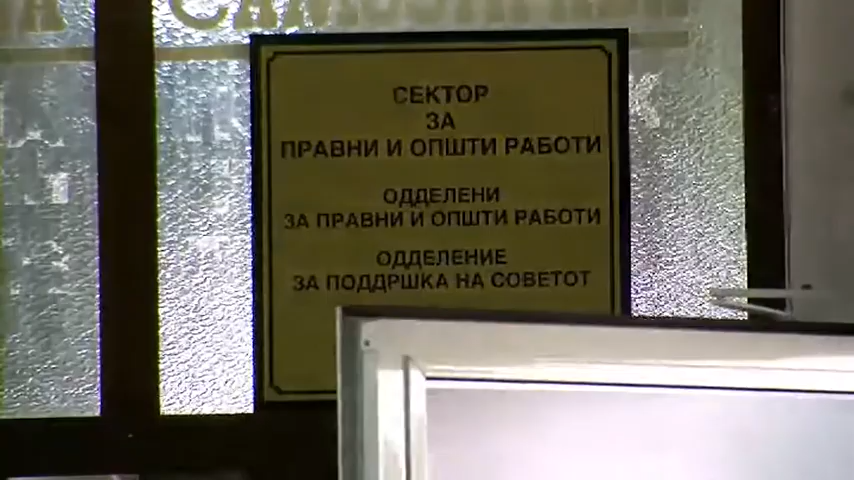 СЕКТОР
ЗА
ПРАВНИ И ОПШТИ РАБОТИ
ОДДЕЛЕНИ
ЗА ПРАВНИ И ОПШТИ РАБОТИ
ОДДЕЛЕНИЕ
ЗА ПОДДРШКА НА СОВЕТОТ